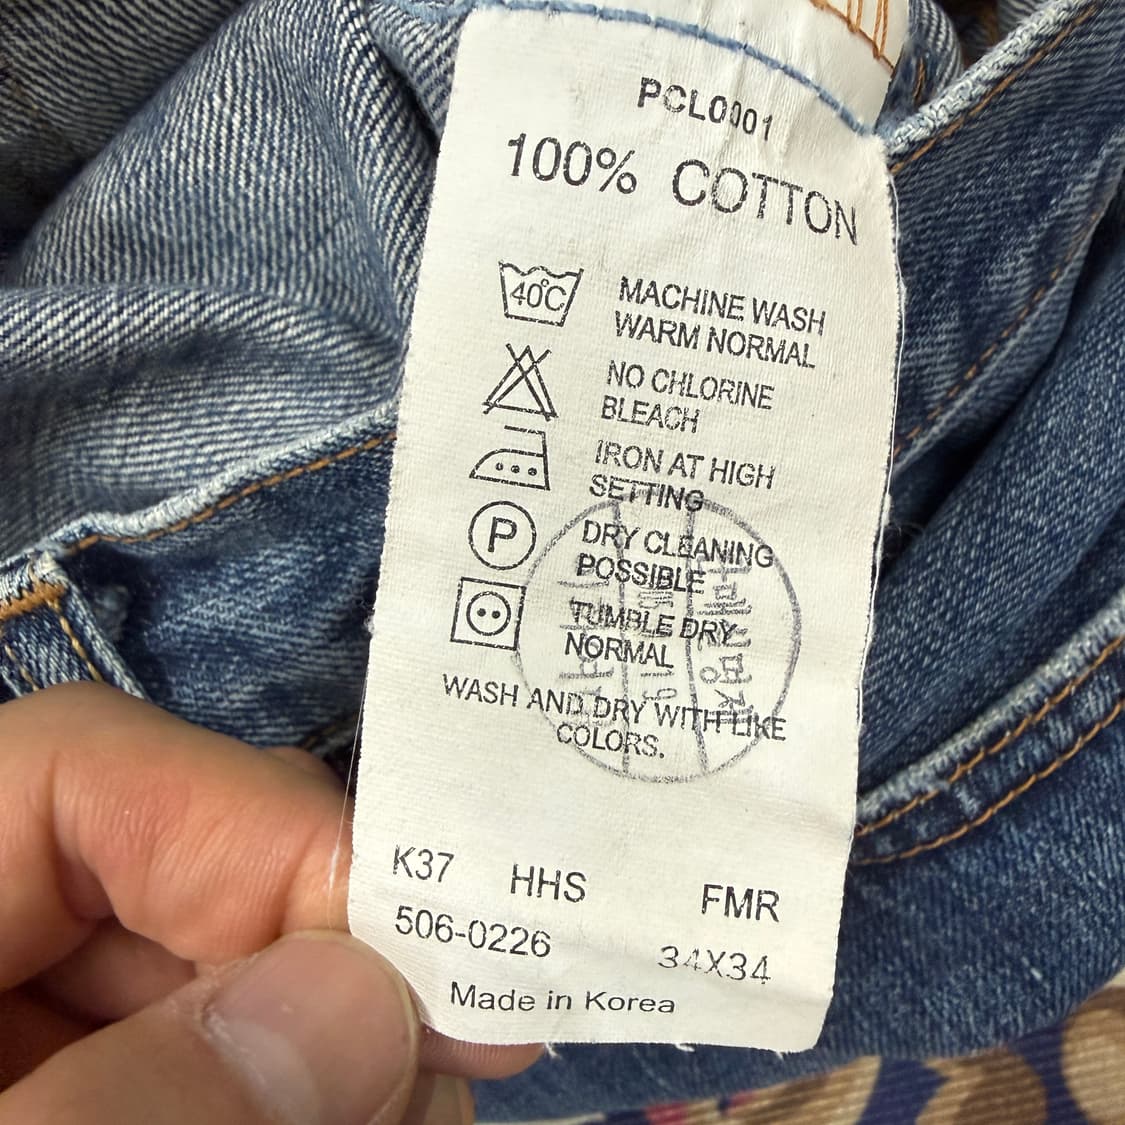 PCL0001
100% COTTON
40°C
MACHINE WASH
WARM NORMAL
NO CHLORINE
BLEACH
IRON AT HIGH
SETTING
P
DRY CLEANING
POSSIBLE
TUMBLE DRY
NORMAL
WASH AND DRY WITH LIKE
COLORS.
K37 HHS FMR
506-0226 34X34
Made in Korea